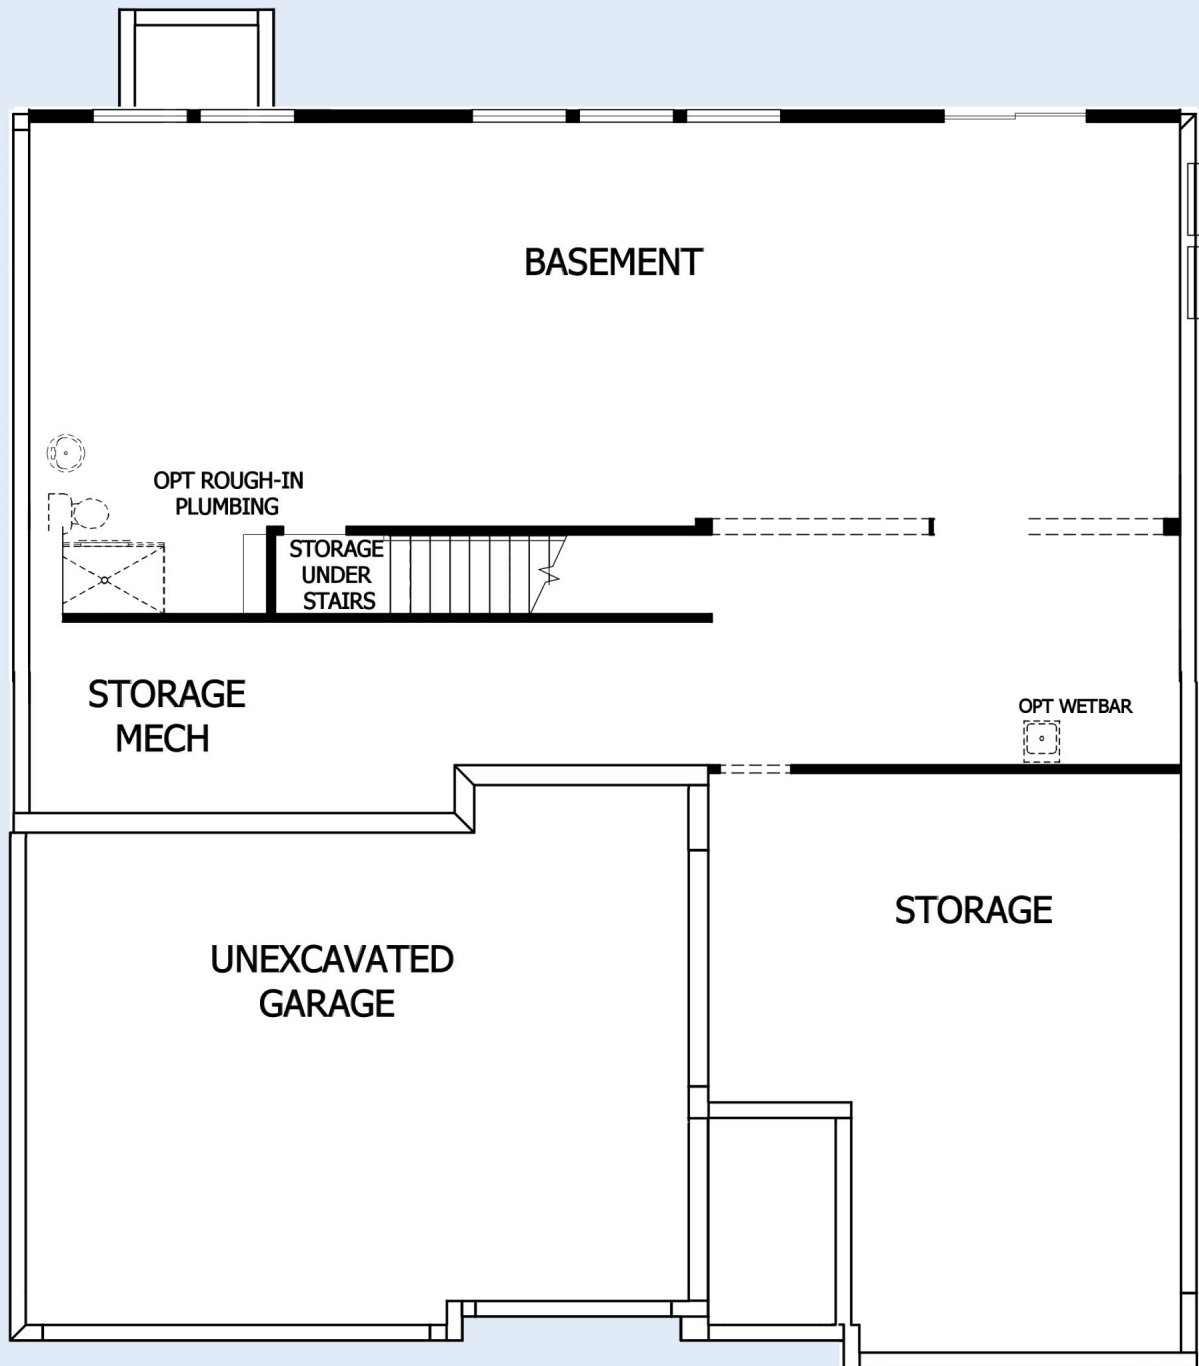 BASEMENT
OPT ROUGH-IN
PLUMBING
STORAGE
UNDER
STAIRS
STORAGE
MECH
OPT WETBAR
STORAGE
UNEXCAVATED
GARAGE